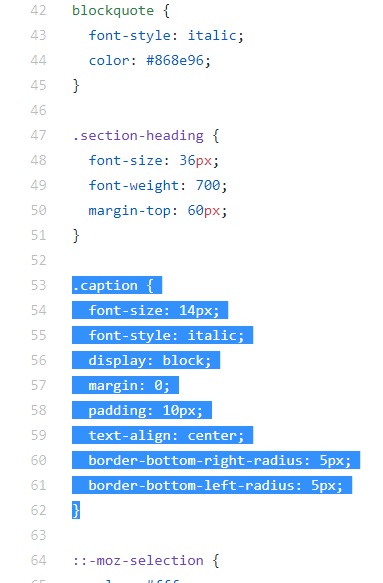 42 blockquote {
43 font-style: italic;
44 color: #868e96;
45 }
46
47 .section-heading {
48 font-size: 36px;
49 font-weight: 700;
50 margin-top: 60px;
51 }
52
53 .caption {
54 font-size: 14px;
55 font-style: italic;
56 display: block;
57 margin: 0;
58 padding: 10px;
59 text-align: center;
60 border-bottom-right-radius: 5px;
61 border-bottom-left-radius: 5px;
62 }
63
64 ::-moz-selection {